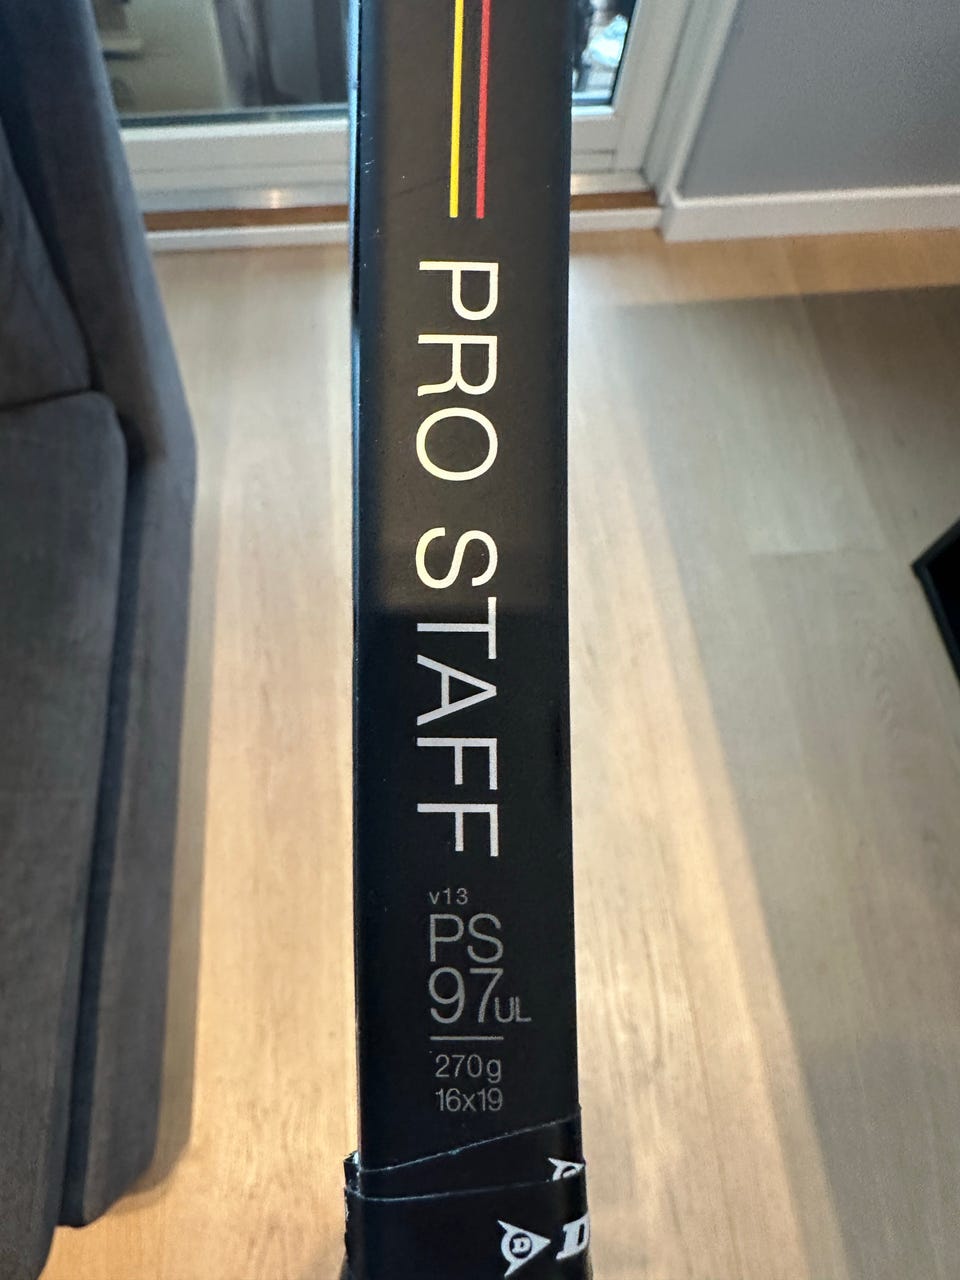 PRO STAFF
v13
PS
97UL
270g
16x19
D
D